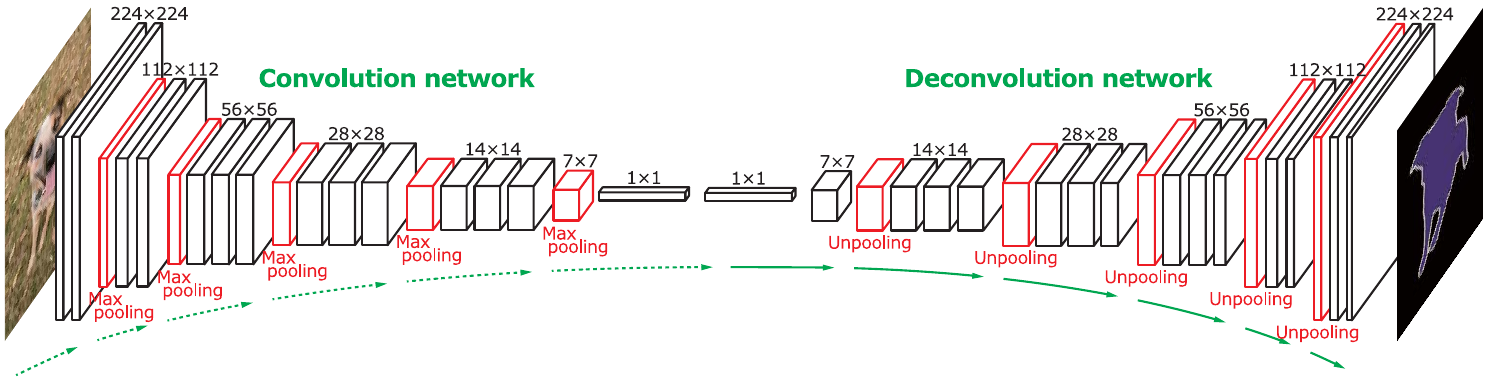 224×224
112×112
Convolution network
56×56
28×28
14×14
7×7
1×1
1×1
Deconvolution network
7×7
14×14
28×28
56×56
112×112
224×224
Max
pooling
Max
pooling
Max
pooling
Max
pooling
Max
pooling
Unpooling
Unpooling
Unpooling
Unpooling
Unpooling